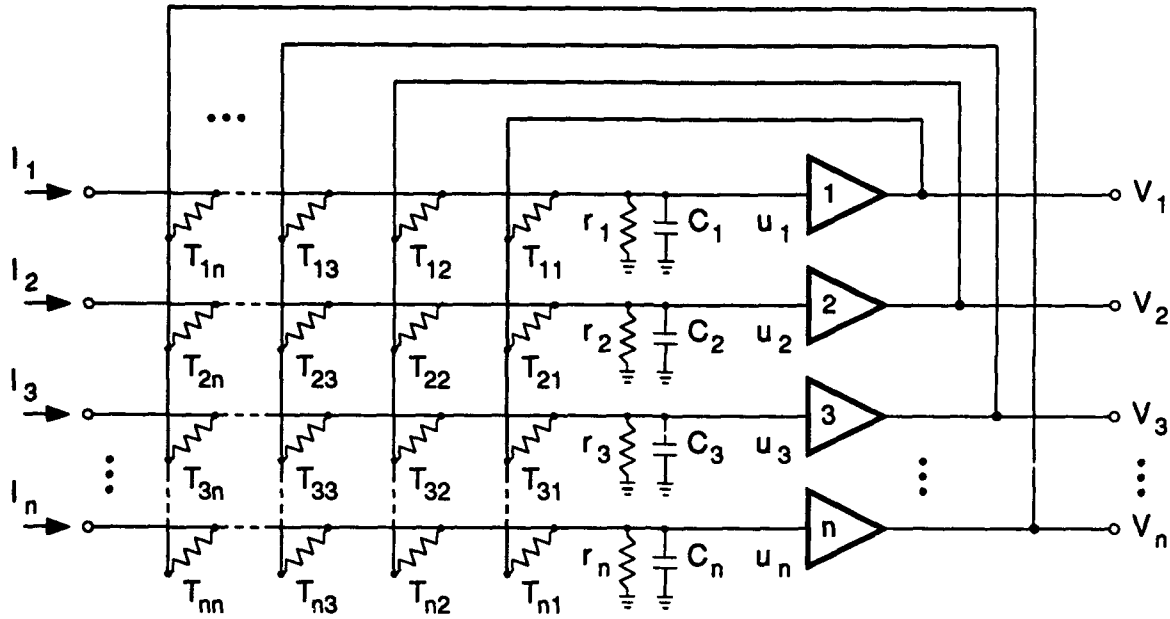 I1 1 V1
r1 C1 u1
T1n T13 T12 T11
I2 2 V2
r2 C2 u2
T2n T23 T22 T21
I3 3 V3
r3 C3 u3
T3n T33 T32 T31
In n Vn
rn Cn un
Tnn Tn3 Tn2 Tn1